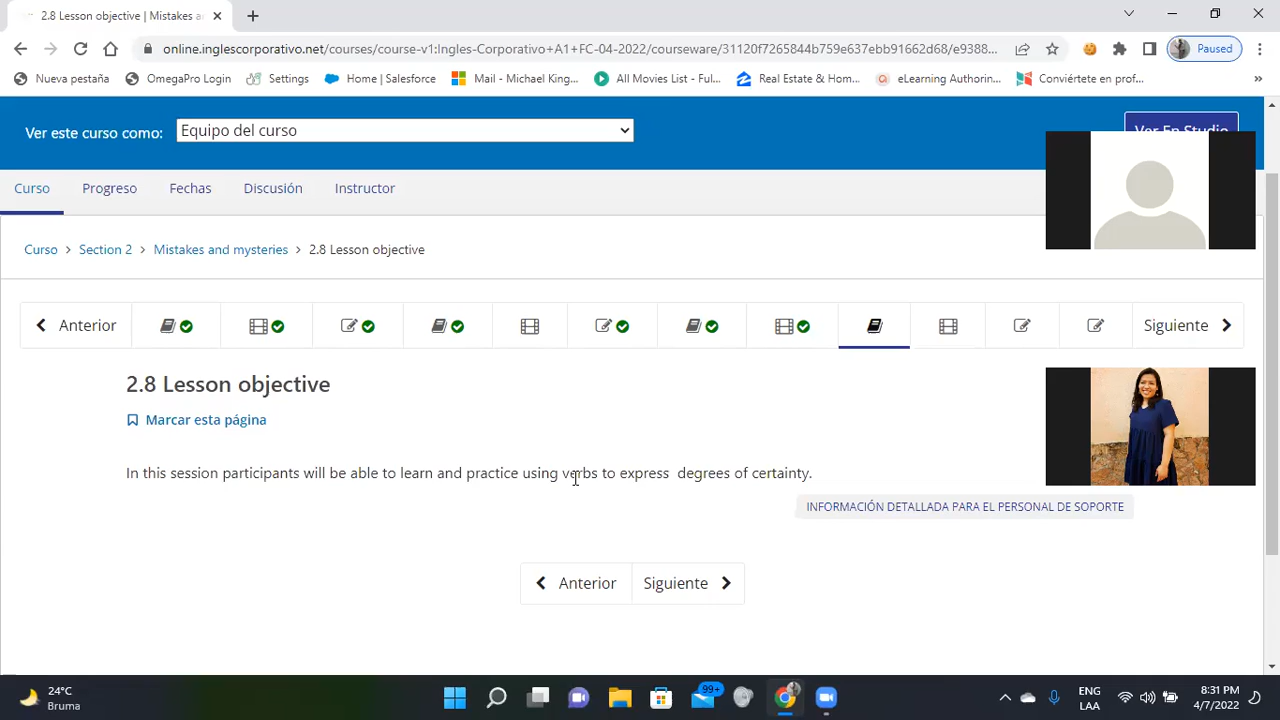 2.8 Lesson objective | Mistakes a
online.inglescorporativo.net/courses/course-v1:Ingles-Corporativo+A1+FC-04-2022/courseware/31120f7265844b759e637ebb91662d68/e9388...
Paused
Nueva pestaña
OmegaPro Login
Settings
Home | Salesforce
Mail - Michael King...
All Movies List - Ful...
Real Estate & Hom...
eLearning Authorin...
Conviértete en prof...
»
Ver este curso como:
Equipo del curso
Ver En Studio
Curso
Progreso
Fechas
Discusión
Instructor
Curso > Section 2 > Mistakes and mysteries > 2.8 Lesson objective
Anterior
Siguiente
2.8 Lesson objective
Marcar esta página
In this session participants will be able to learn and practice using verbs to express degrees of certainty.
INFORMACIÓN DETALLADA PARA EL PERSONAL DE SOPORTE
Anterior
Siguiente
24°C
Bruma
99+
ENG
LAA
8:31 PM
4/7/2022